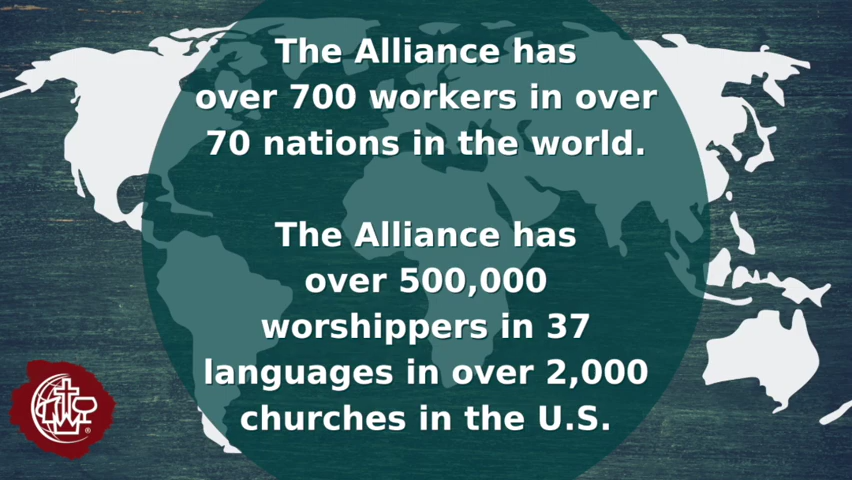 The Alliance has
over 700 workers in over
70 nations in the world.
The Alliance has
over 500,000
worshippers in 37
languages in over 2,000
churches in the U.S.
®